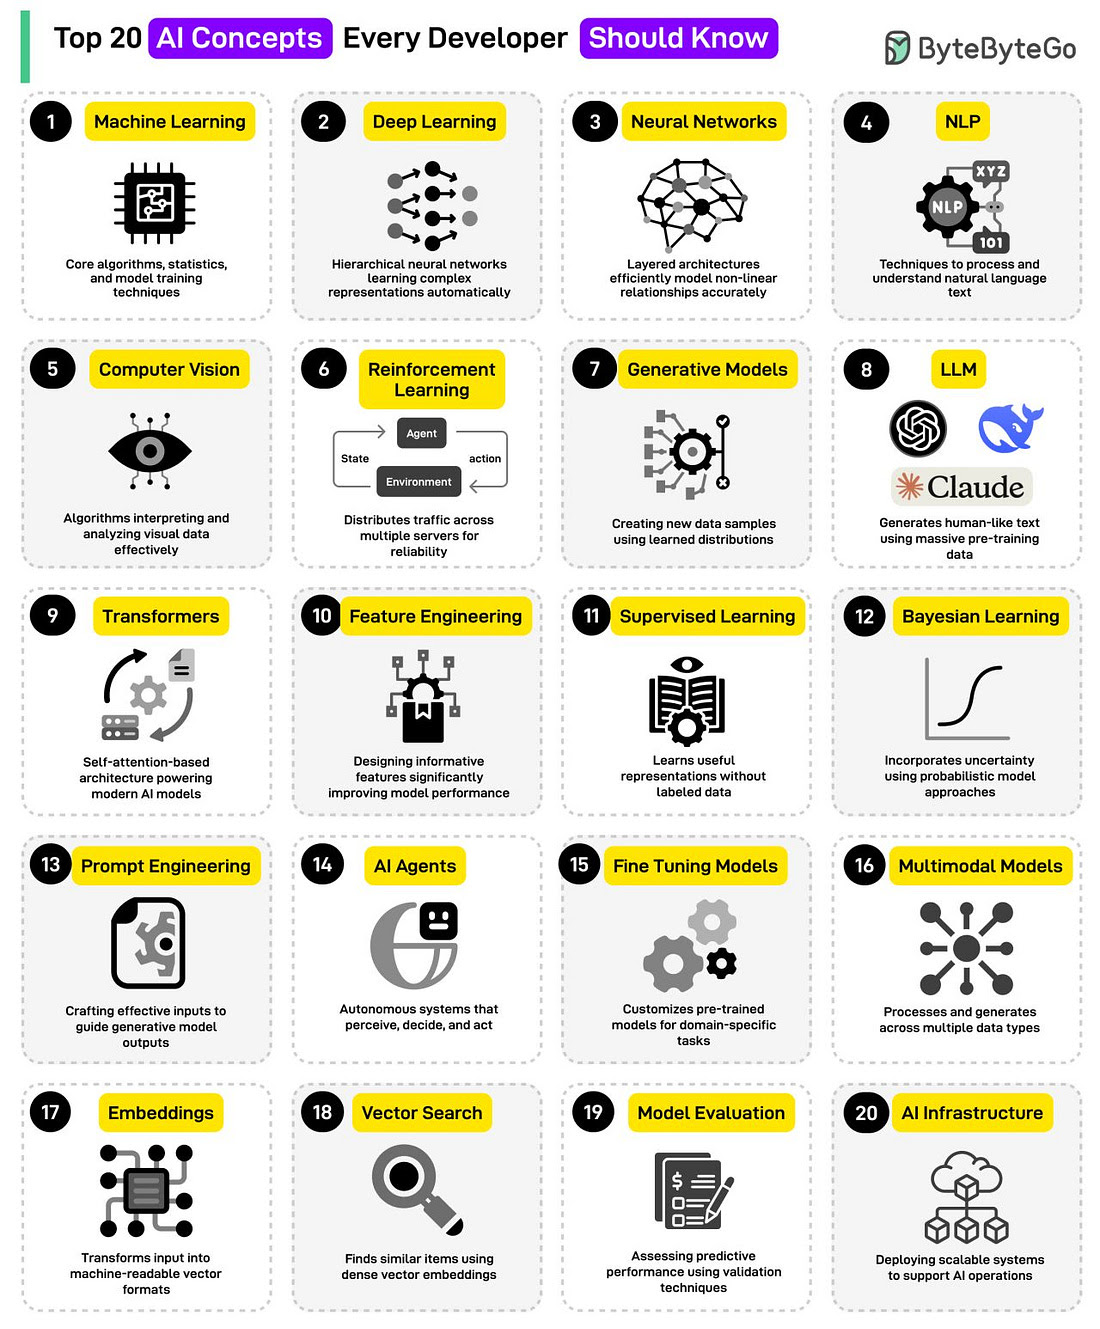 Top 20 AI Concepts Every Developer Should Know
ByteByteGo
1 Machine Learning
Core algorithms, statistics,
and model training
techniques
2 Deep Learning
Hierarchical neural networks
learning complex
representations automatically
3 Neural Networks
Layered architectures
efficiently model non-linear
relationships accurately
4 NLP
XYZ
NLP
101
Techniques to process and
understand natural language
text
5 Computer Vision
Algorithms interpreting and
analyzing visual data
effectively
6 Reinforcement
Learning
Agent
State
action
Environment
Distributes traffic across
multiple servers for
reliability
7 Generative Models
Creating new data samples
using learned distributions
8 LLM
Claude
Generates human-like text
using massive pre-training
data
9 Transformers
Self-attention-based
architecture powering
modern AI models
10 Feature Engineering
Designing informative
features significantly
improving model performance
11 Supervised Learning
Learns useful
representations without
labeled data
12 Bayesian Learning
Incorporates uncertainty
using probabilistic model
approaches
13 Prompt Engineering
Crafting effective inputs to
guide generative model
outputs
14 AI Agents
Autonomous systems that
perceive, decide, and act
15 Fine Tuning Models
Customizes pre-trained
models for domain-specific
tasks
16 Multimodal Models
Processes and generates
across multiple data types
17 Embeddings
Transforms input into
machine-readable vector
formats
18 Vector Search
Finds similar items using
dense vector embeddings
19 Model Evaluation
$
Assessing predictive
performance using validation
techniques
20 AI Infrastructure
Deploying scalable systems
to support AI operations